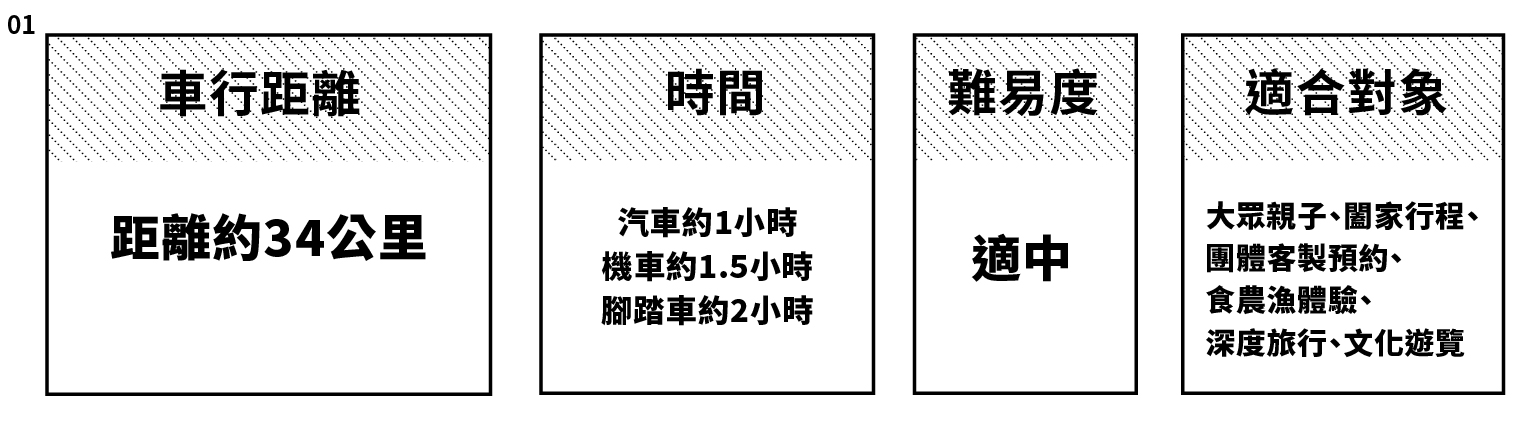 01
車行距離
距離約34公里
時間
汽車約1小時
機車約1.5小時
腳踏車約2小時
難易度
適中
適合對象
大眾親子、闔家行程、
團體客製預約、
食農漁體驗、
深度旅行、文化遊覽